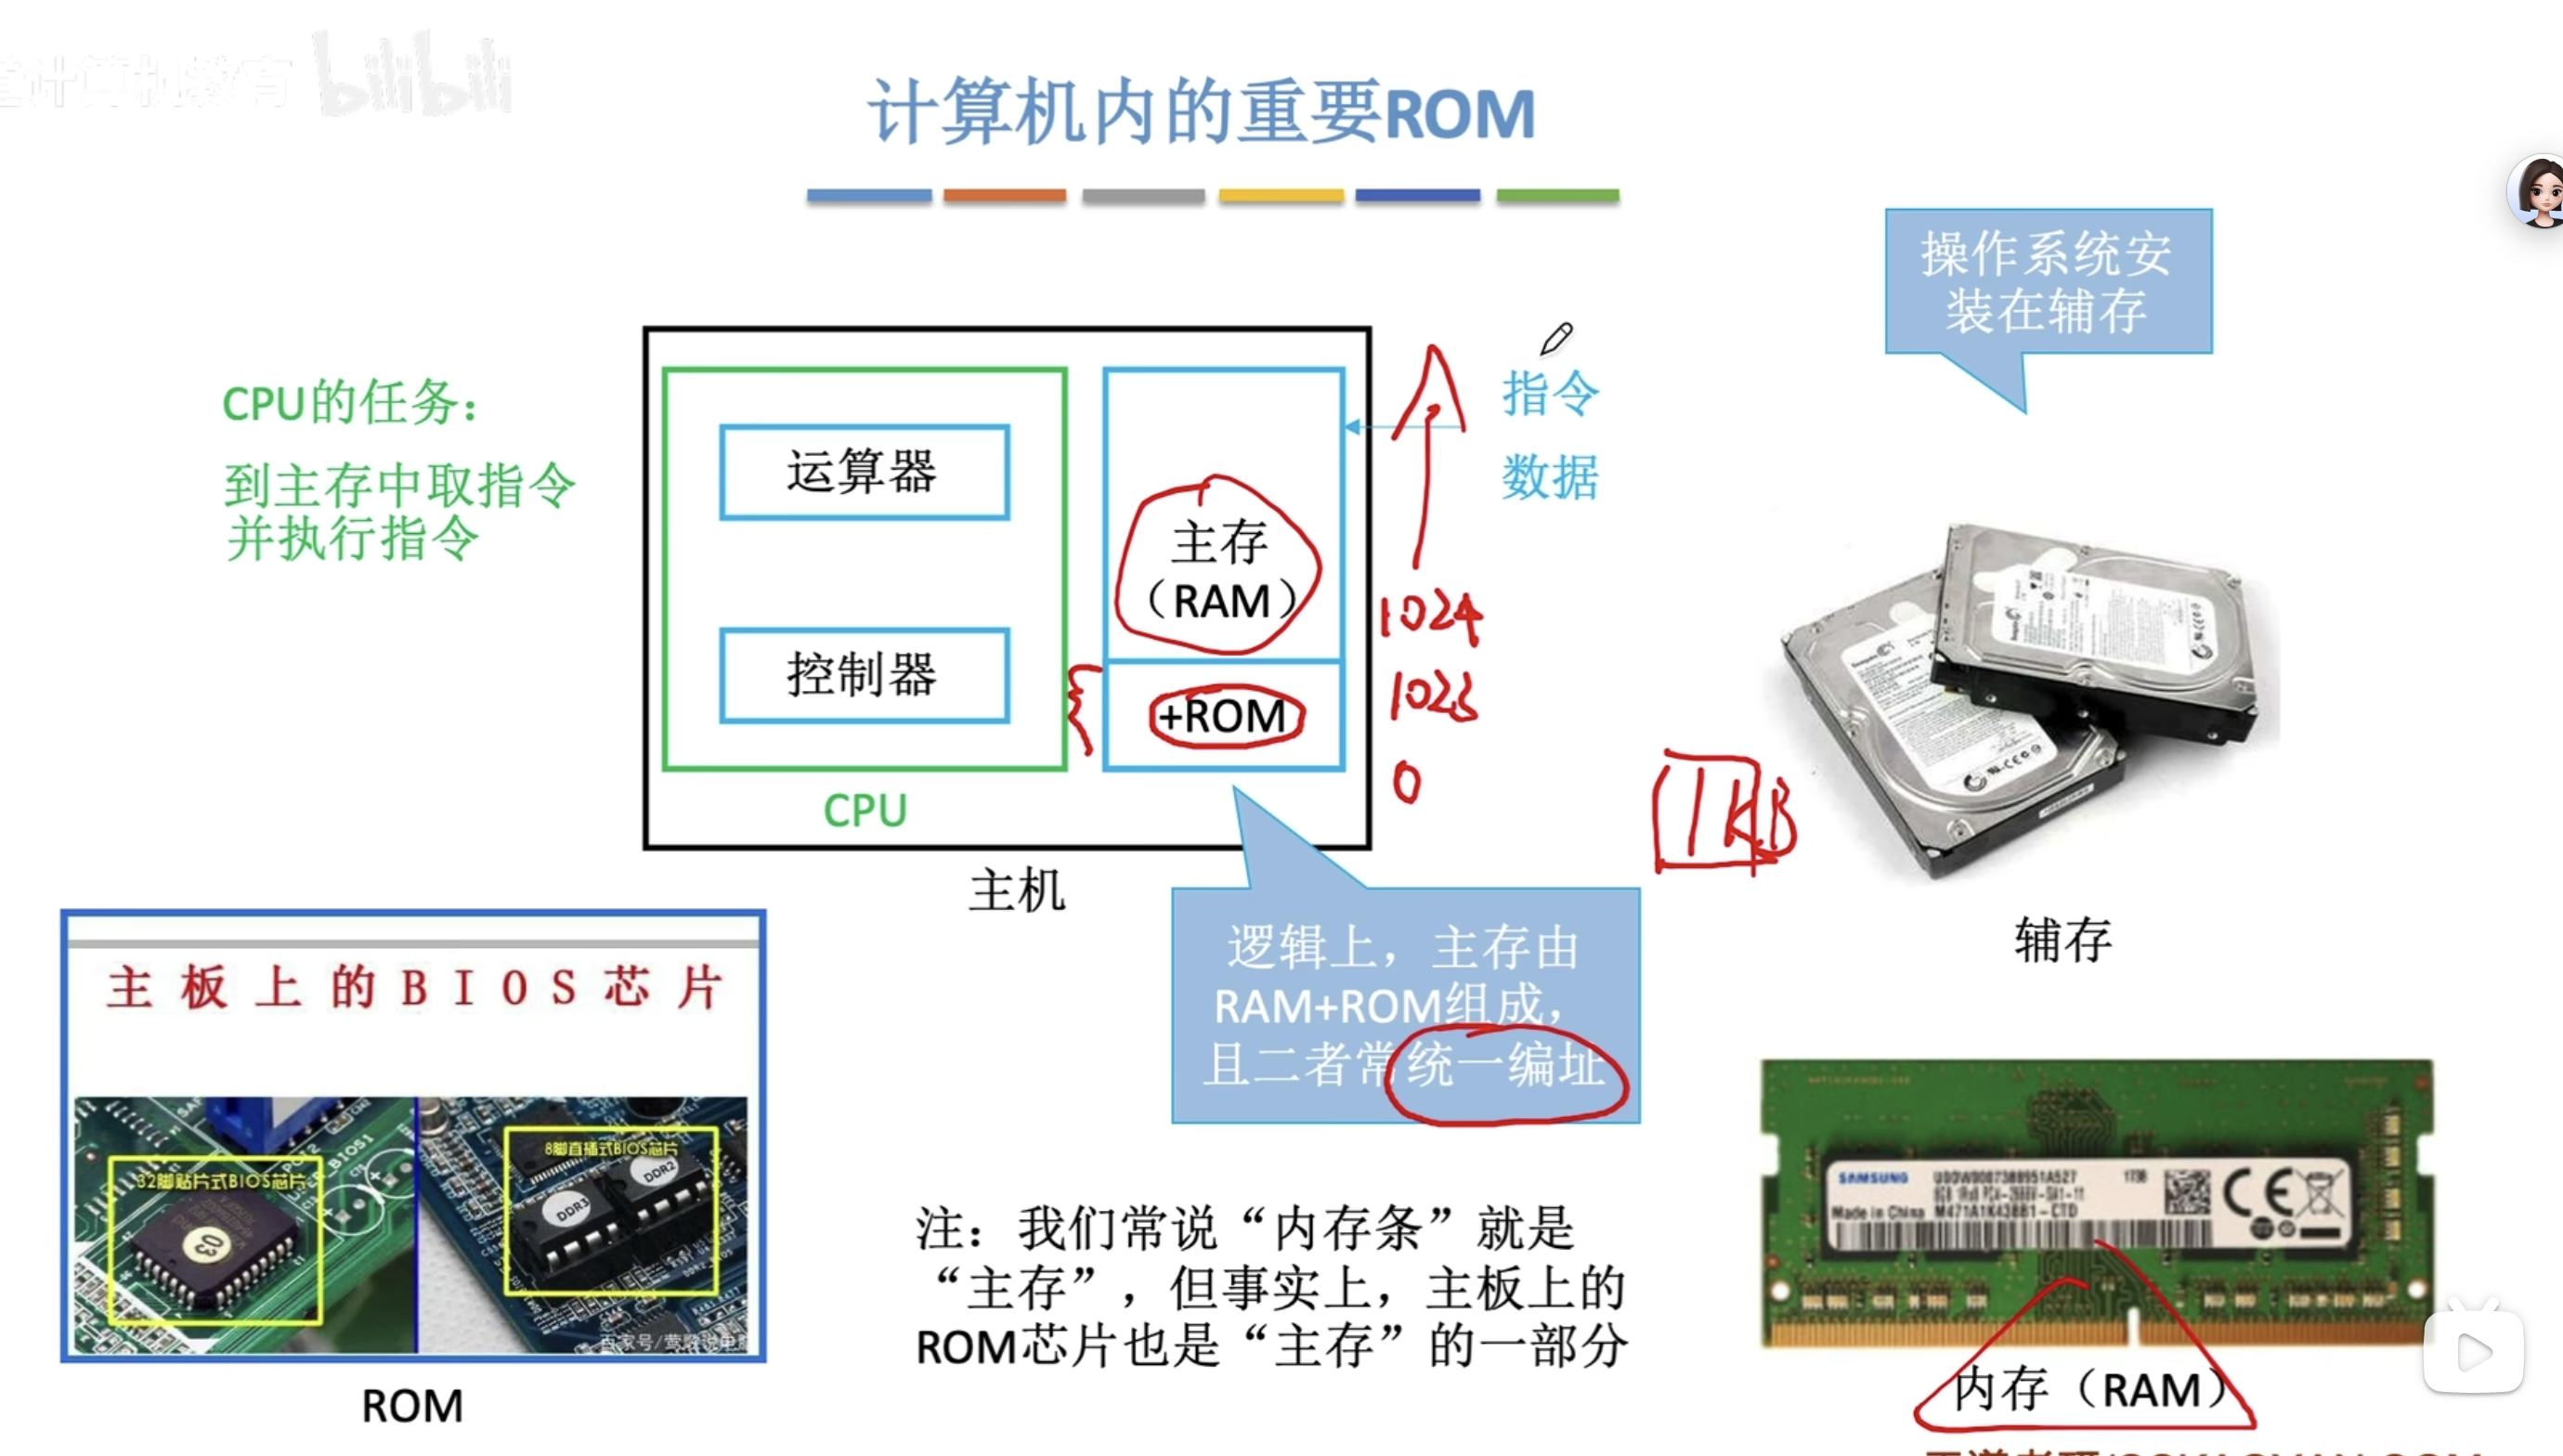 计算机教育 bilibili
计算机内的重要ROM
操作系统安
装在辅存
CPU的任务：
到主存中取指令
并执行指令
运算器
控制器
CPU
主存
（RAM）
+ROM
指令
数据
1024
1023
0
1KB
主机
辅存
逻辑上，主存由
RAM+ROM组成，
且二者常统一编址
主板上的BIOS芯片
32脚贴片式BIOS芯片
8脚直插式BIOS芯片
BIOS1
03
DDR3
DDR2
ROM
注：我们常说“内存条”就是
“主存”，但事实上，主板上的
ROM芯片也是“主存”的一部分
SAMSUNG
Made in China
M471A1K43BB1-CTD
内存（RAM）